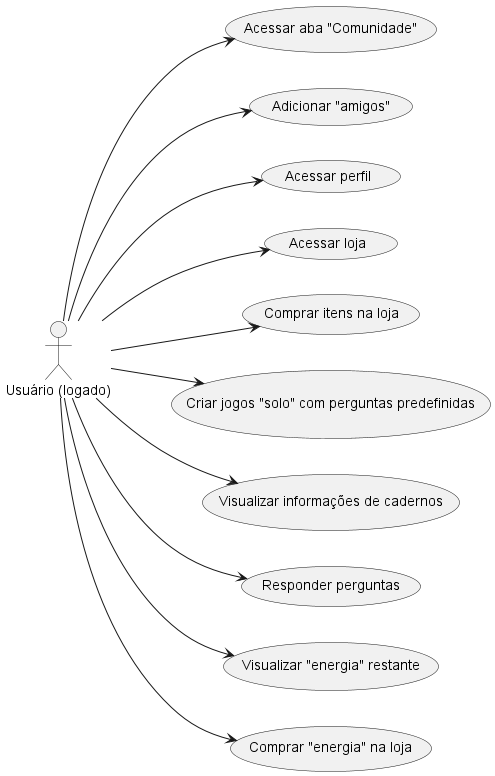 Acessar aba "Comunidade"
Adicionar "amigos"
Acessar perfil
Acessar loja
Comprar itens na loja
Usuário (logado)
Criar jogos "solo" com perguntas predefinidas
Visualizar informações de cadernos
Responder perguntas
Visualizar "energia" restante
Comprar "energia" na loja